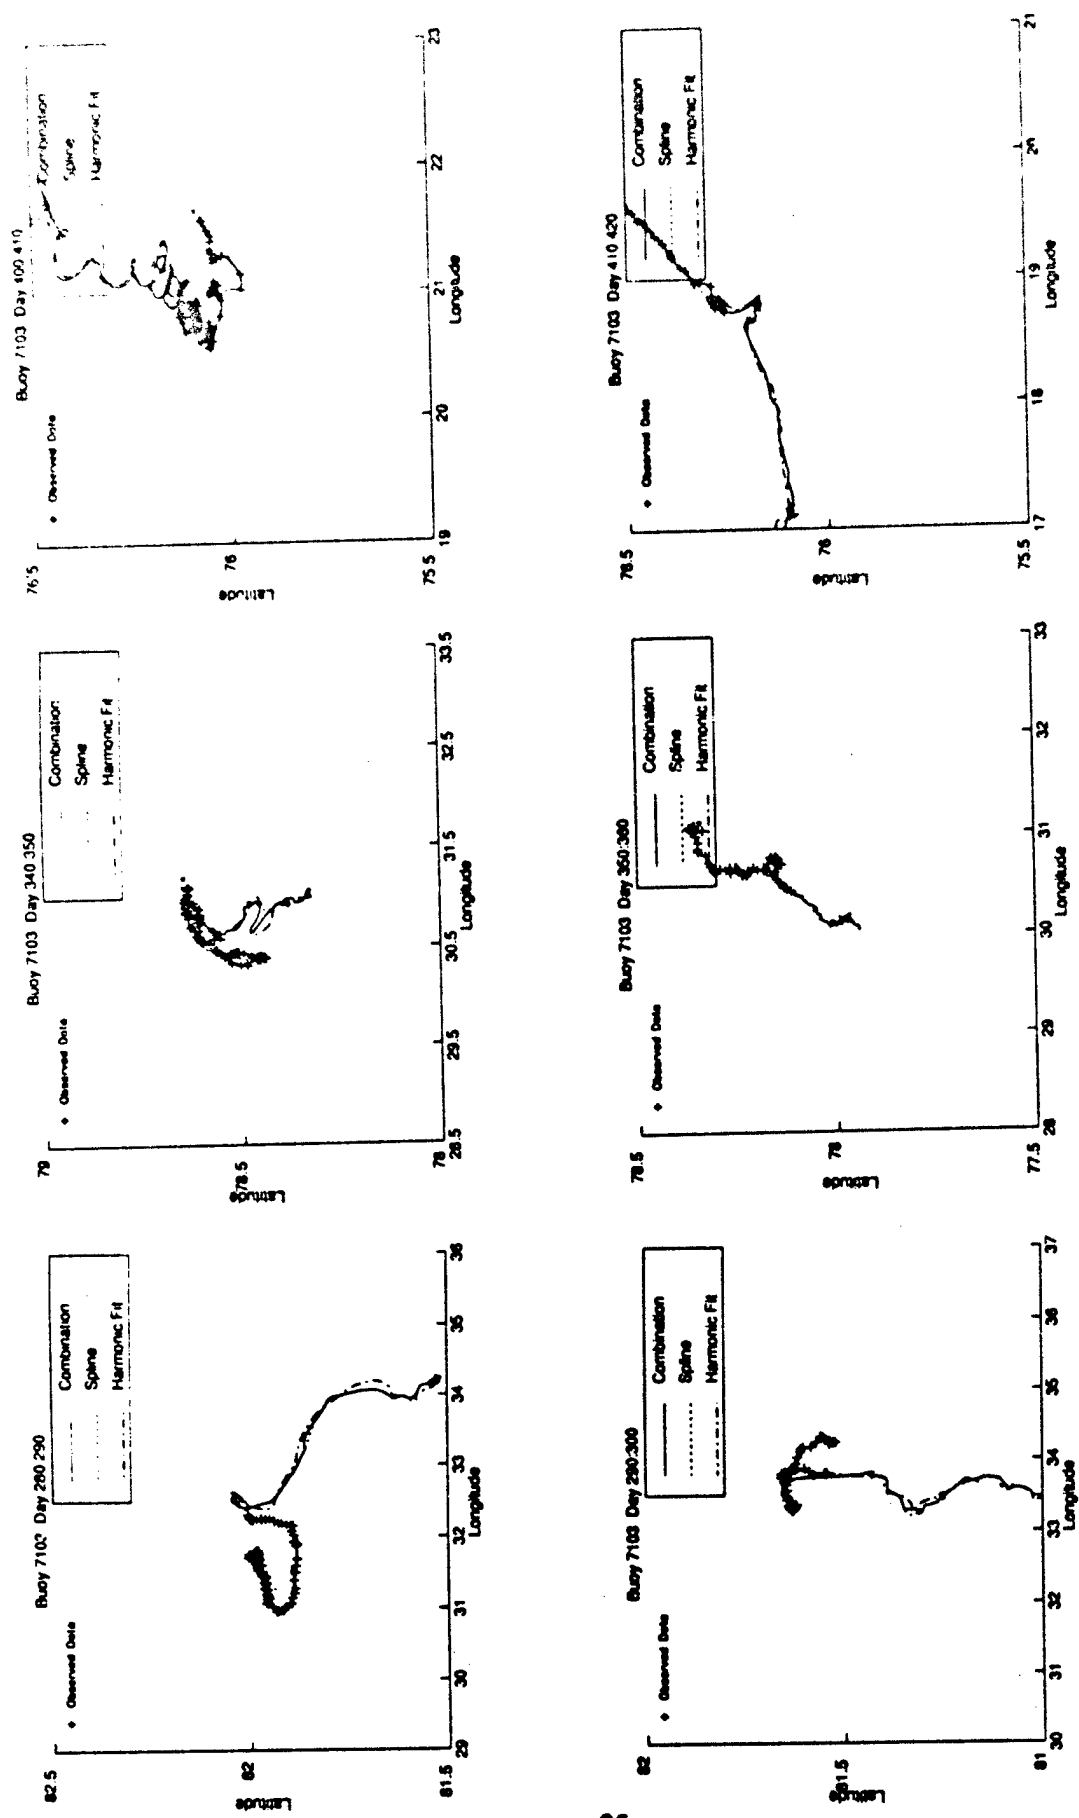 Buoy 7103 Day 280:290
◆ Observed Data
Combination
Spline
Harmonic Fit
82.5
82
81.5
Latitude
29
30
31
32
33
34
35
36
Longitude
Buoy 7103 Day 340:350
◆ Observed Data
Combination
Spline
Harmonic Fit
79
78.5
78
Latitude
28.5
29.5
30.5
31.5
32.5
33.5
Longitude
Buoy 7103 Day 400:410
◆ Observed Data
Combination
Spline
Harmonic Fit
76.5
76
75.5
Latitude
19
20
21
22
23
Longitude
Buoy 7103 Day 290:300
◆ Observed Data
Combination
Spline
Harmonic Fit
82
81.5
81
Latitude
30
31
32
33
34
35
36
37
Longitude
Buoy 7103 Day 350:360
◆ Observed Data
Combination
Spline
Harmonic Fit
78.5
78
77.5
Latitude
28
29
30
31
32
33
Longitude
Buoy 7103 Day 410:420
◆ Observed Data
Combination
Spline
Harmonic Fit
76.5
76
75.5
Latitude
17
18
19
20
21
Longitude